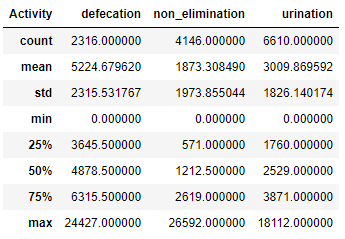 Activity defecation non_elimination urination
count 2316.000000 4146.000000 6610.000000
mean 5224.679620 1873.308490 3009.869592
std 2315.531767 1973.855044 1826.140174
min 0.000000 0.000000 0.000000
25% 3645.500000 571.000000 1760.000000
50% 4878.500000 1212.500000 2529.000000
75% 6315.500000 2619.000000 3871.000000
max 24427.000000 26592.000000 18112.000000